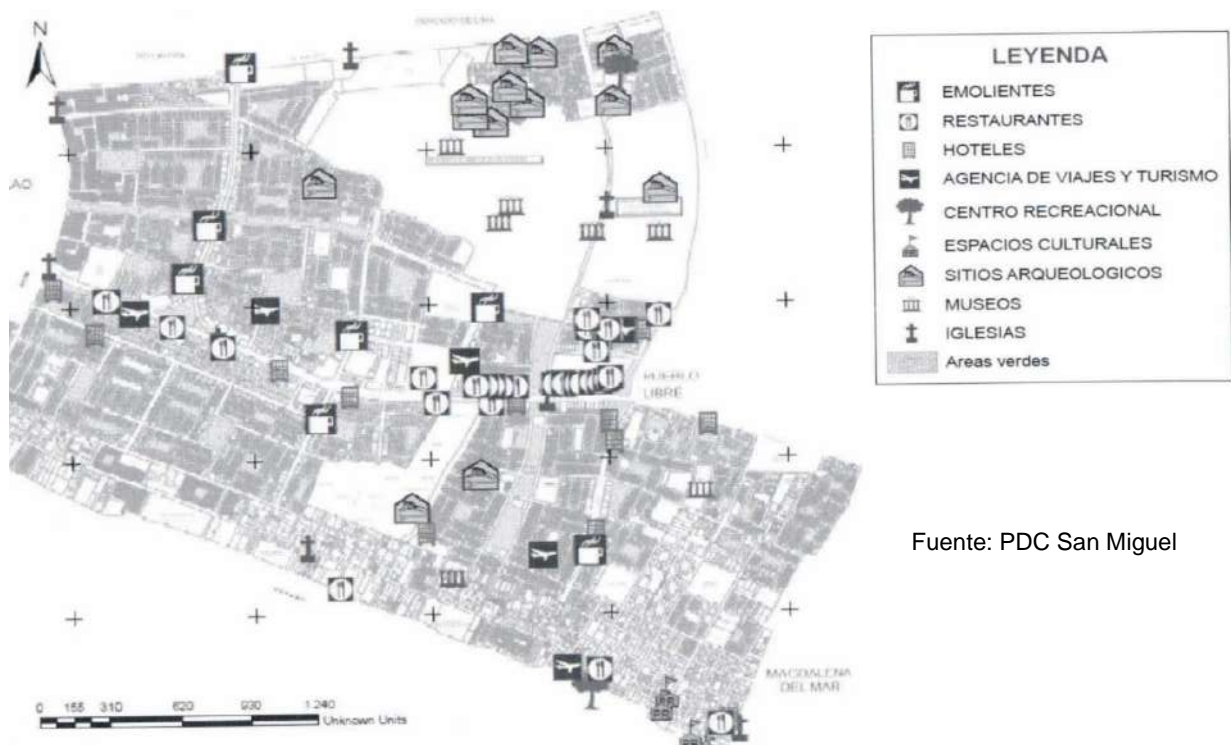 N
LEYENDA
EMOLIENTES
RESTAURANTES
HOTELES
AGENCIA DE VIAJES Y TURISMO
CENTRO RECREACIONAL
ESPACIOS CULTURALES
SITIOS ARQUEOLOGICOS
MUSEOS
IGLESIAS
Areas verdes
PUEBLO
LIBRE
Fuente: PDC San Miguel
MAGDALENA
DEL MAR
0 155 310 620 930 1.240
Unknown Units